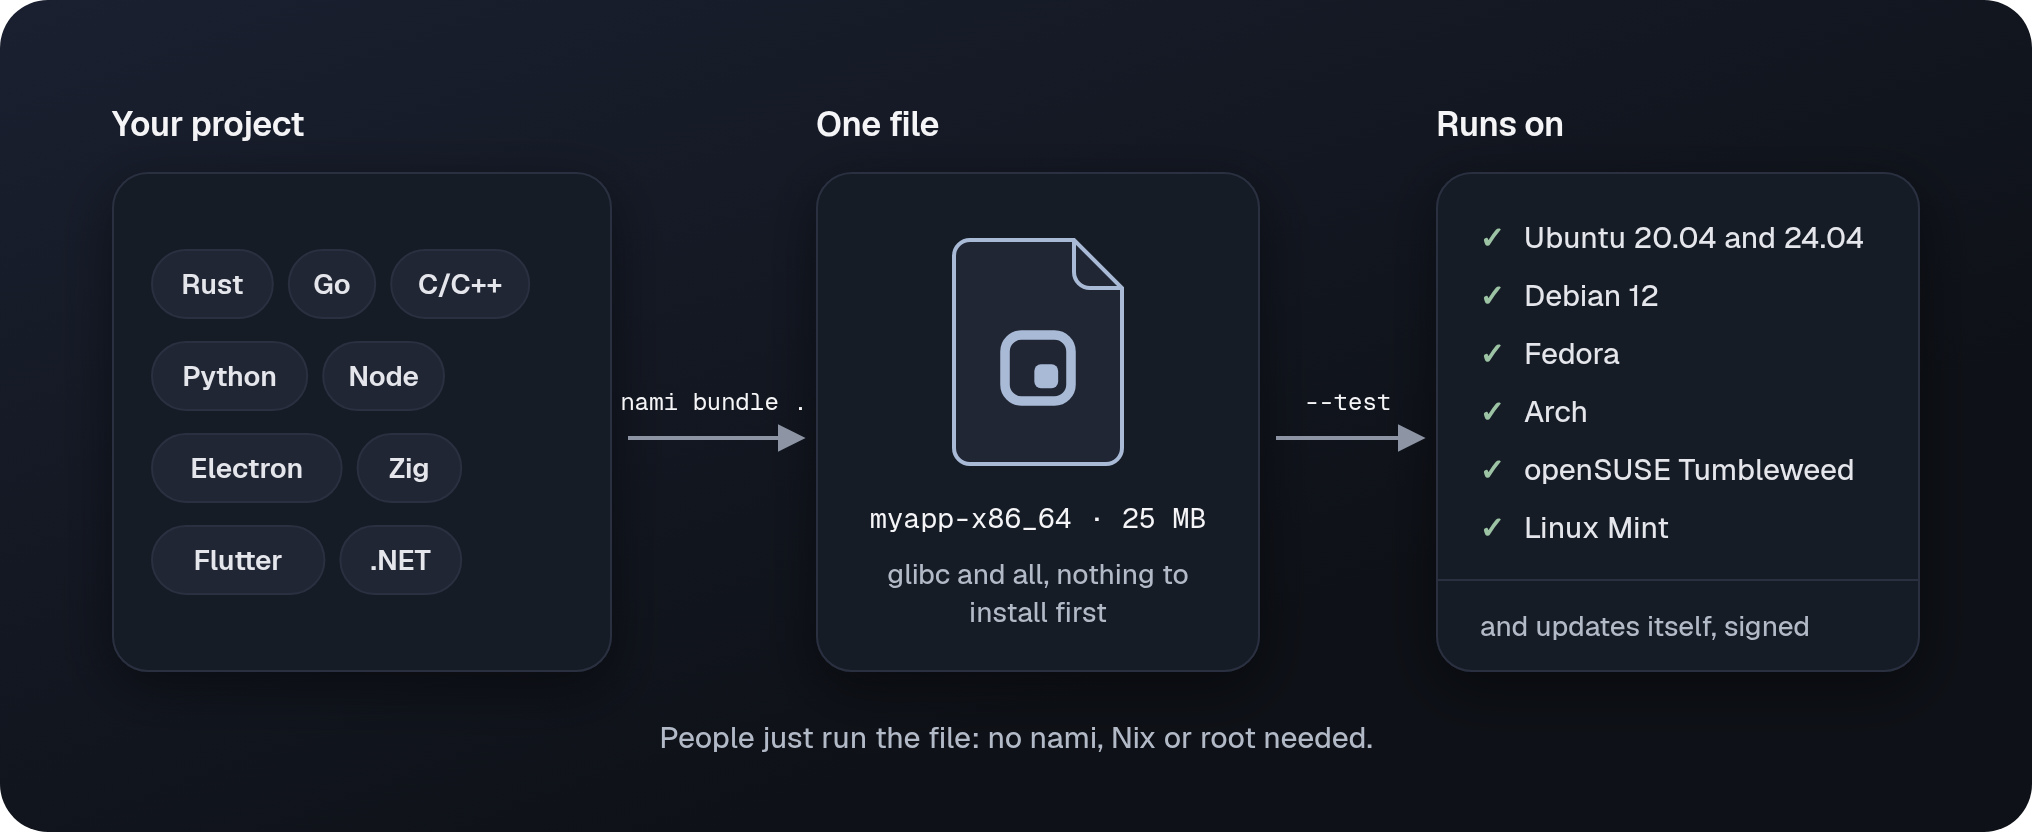 Your project
Rust
Go
C/C++
Python
Node
Electron
Zig
Flutter
.NET
nami bundle .
One file
myapp-x86_64 · 25 MB
glibc and all, nothing to
install first
--test
Runs on
✓ Ubuntu 20.04 and 24.04
✓ Debian 12
✓ Fedora
✓ Arch
✓ openSUSE Tumbleweed
✓ Linux Mint
and updates itself, signed
People just run the file: no nami, Nix or root needed.